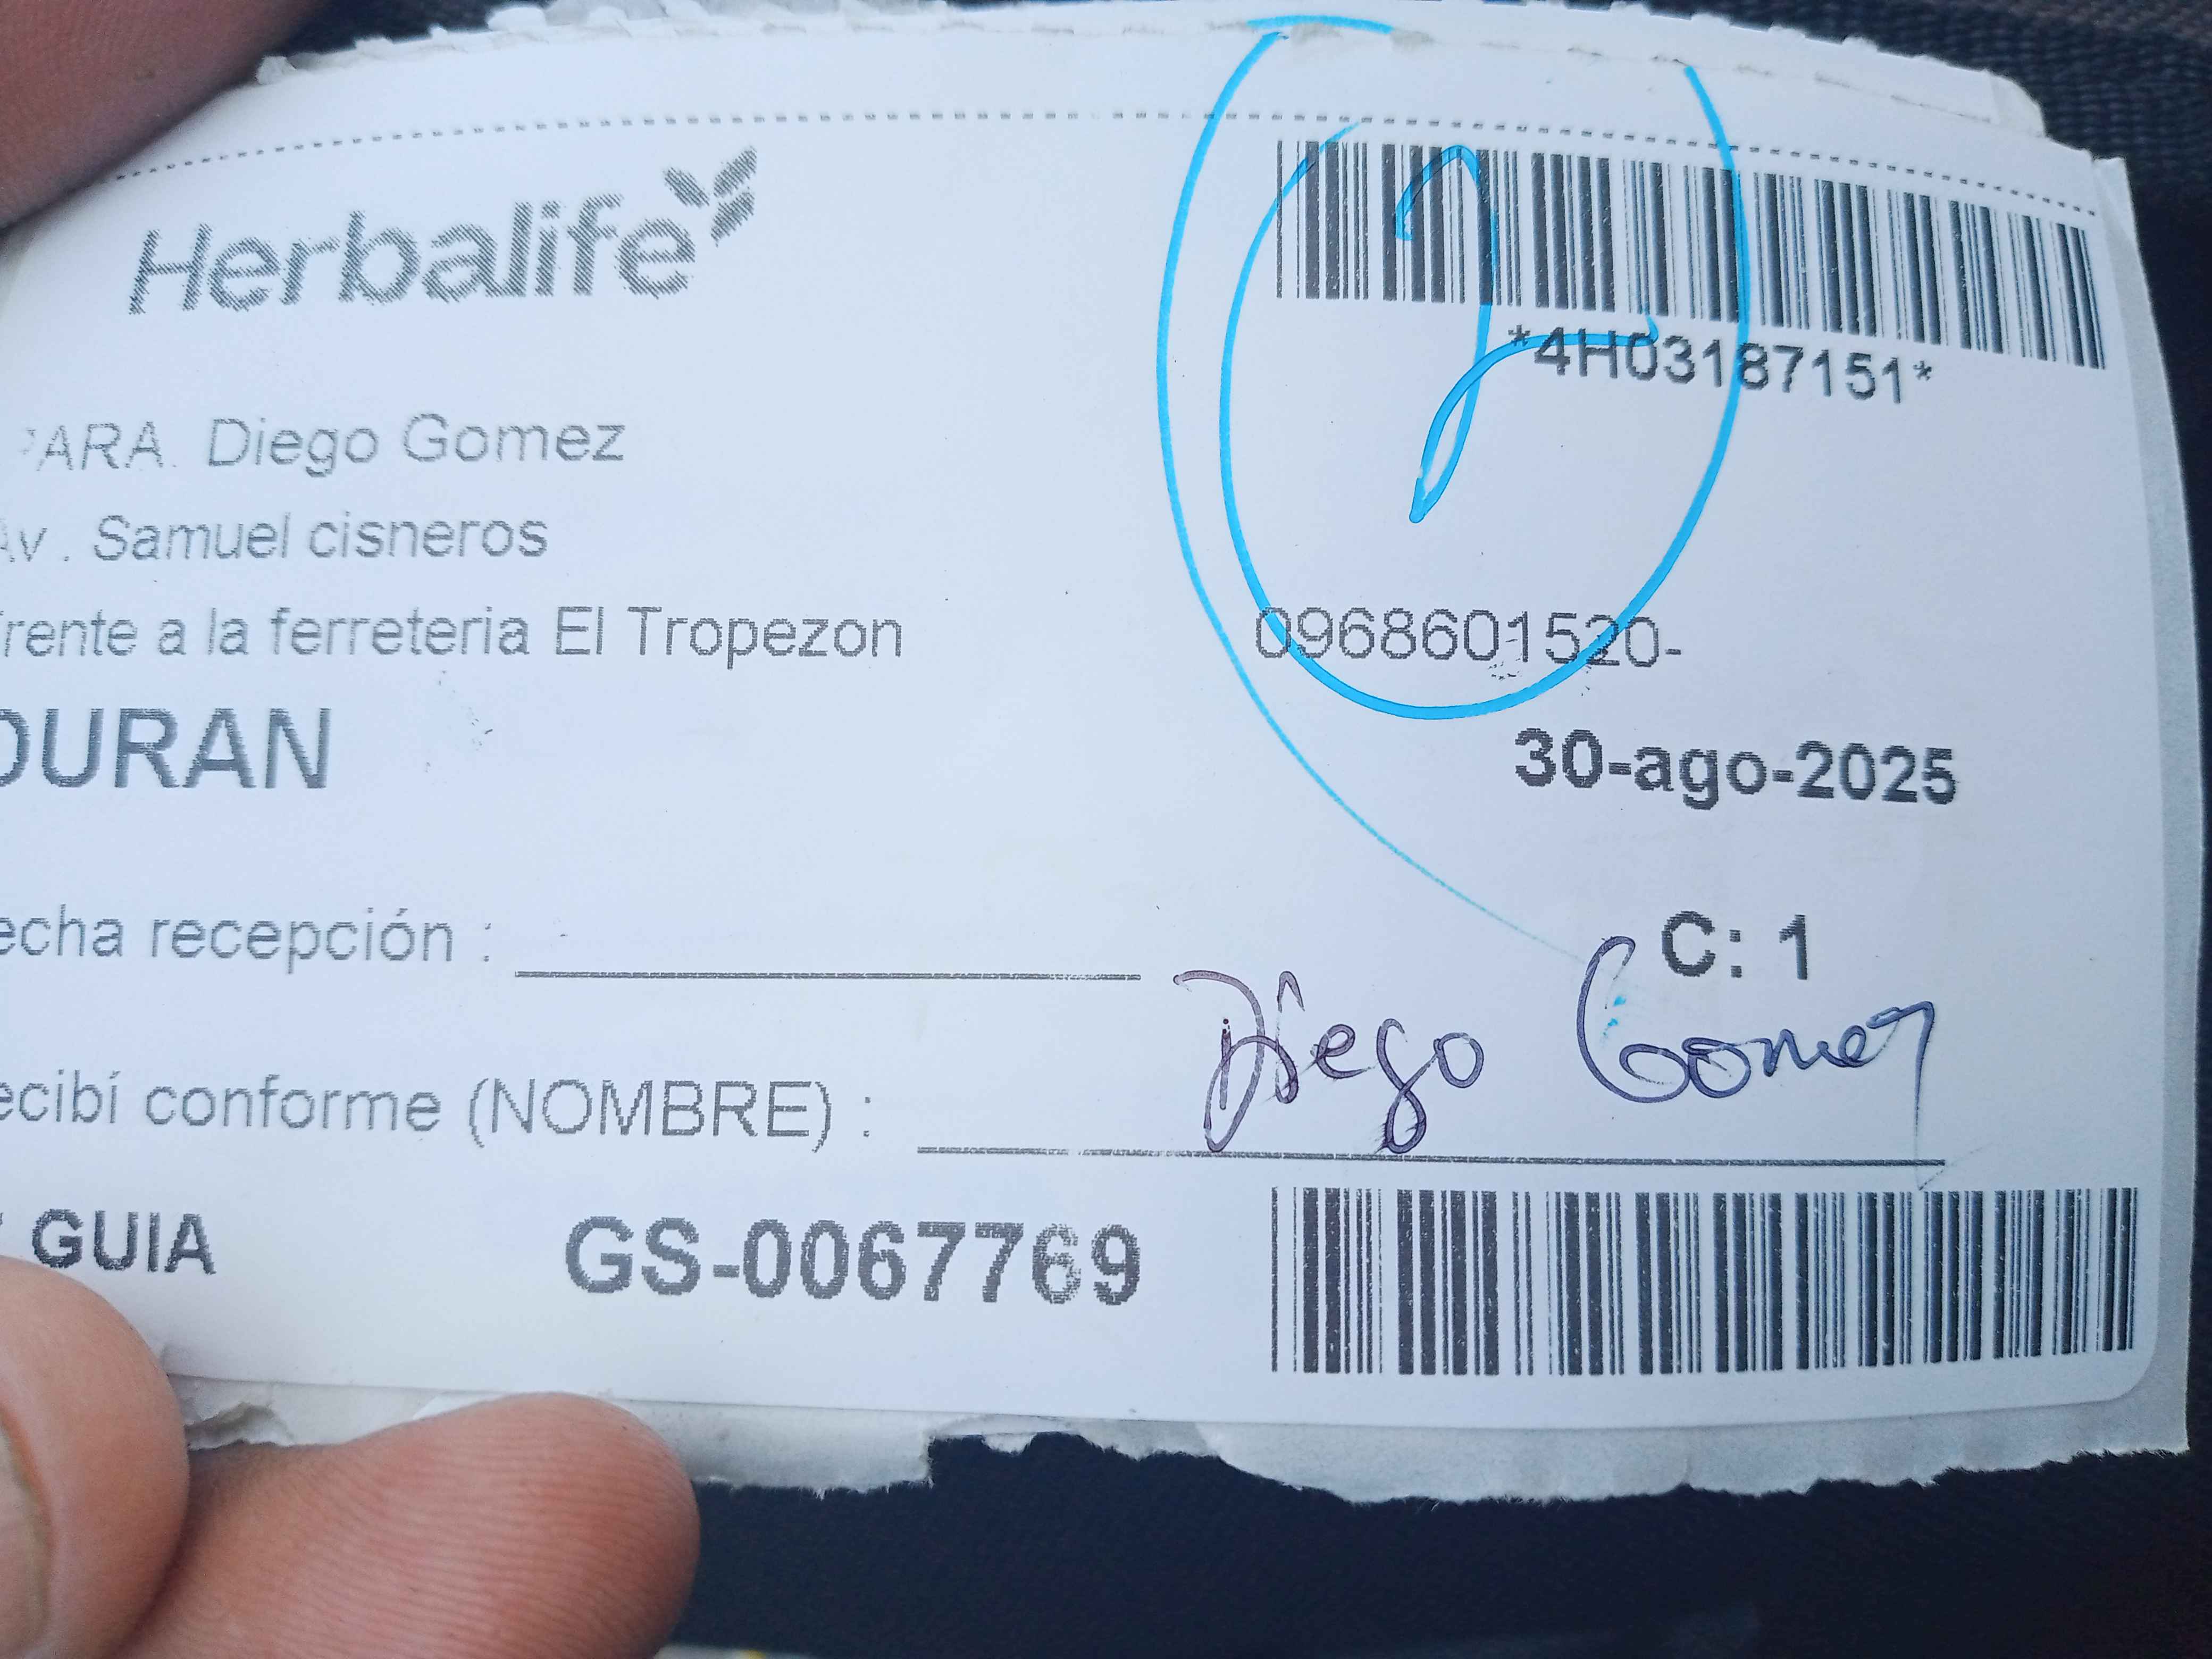 Herbalife
*4H03187151*
PARA. Diego Gomez
Av. Samuel cisneros
frente a la ferreteria El Tropezon
0968601520-
DURAN
30-ago-2025
echa recepción :
C: 1
Diego Gomez
ecibí conforme (NOMBRE) :
GUIA
GS-0067769
2